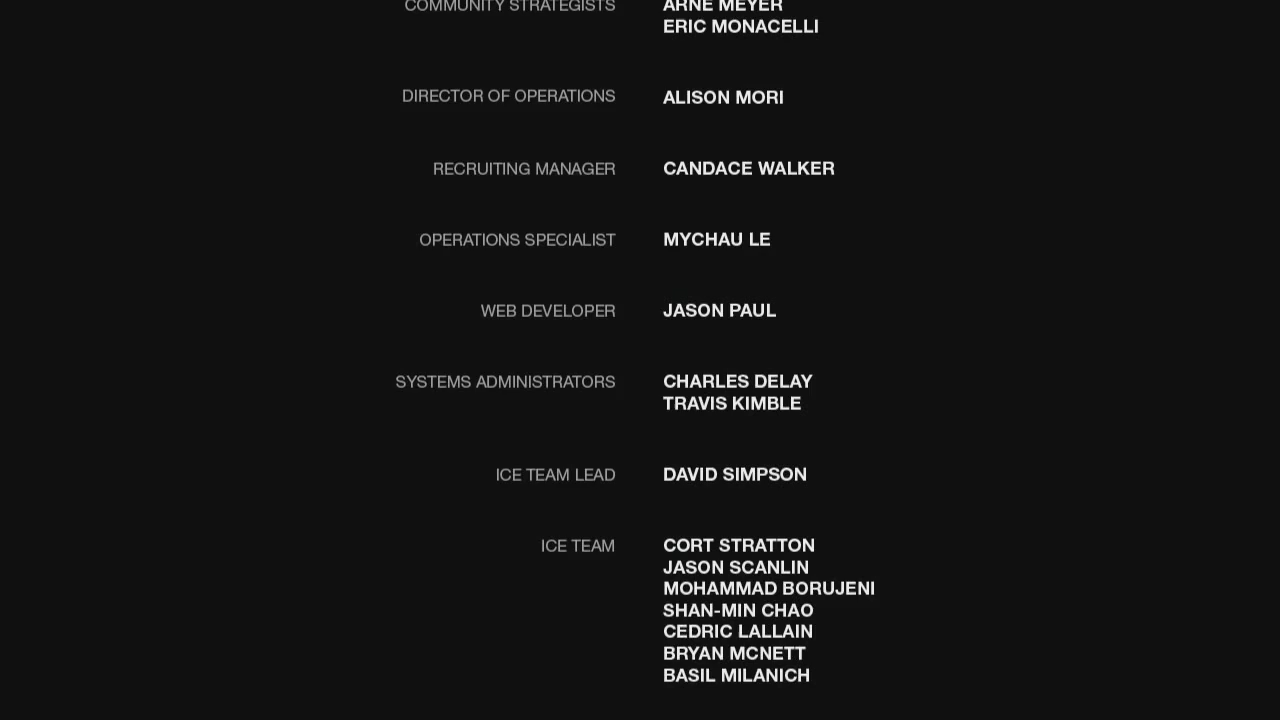 COMMUNITY STRATEGISTS ARNE MEYER
ERIC MONACELLI
DIRECTOR OF OPERATIONS ALISON MORI
RECRUITING MANAGER CANDACE WALKER
OPERATIONS SPECIALIST MYCHAU LE
WEB DEVELOPER JASON PAUL
SYSTEMS ADMINISTRATORS CHARLES DELAY
TRAVIS KIMBLE
ICE TEAM LEAD DAVID SIMPSON
ICE TEAM CORT STRATTON
JASON SCANLIN
MOHAMMAD BORUJENI
SHAN-MIN CHAO
CEDRIC LALLAIN
BRYAN MCNETT
BASIL MILANICH